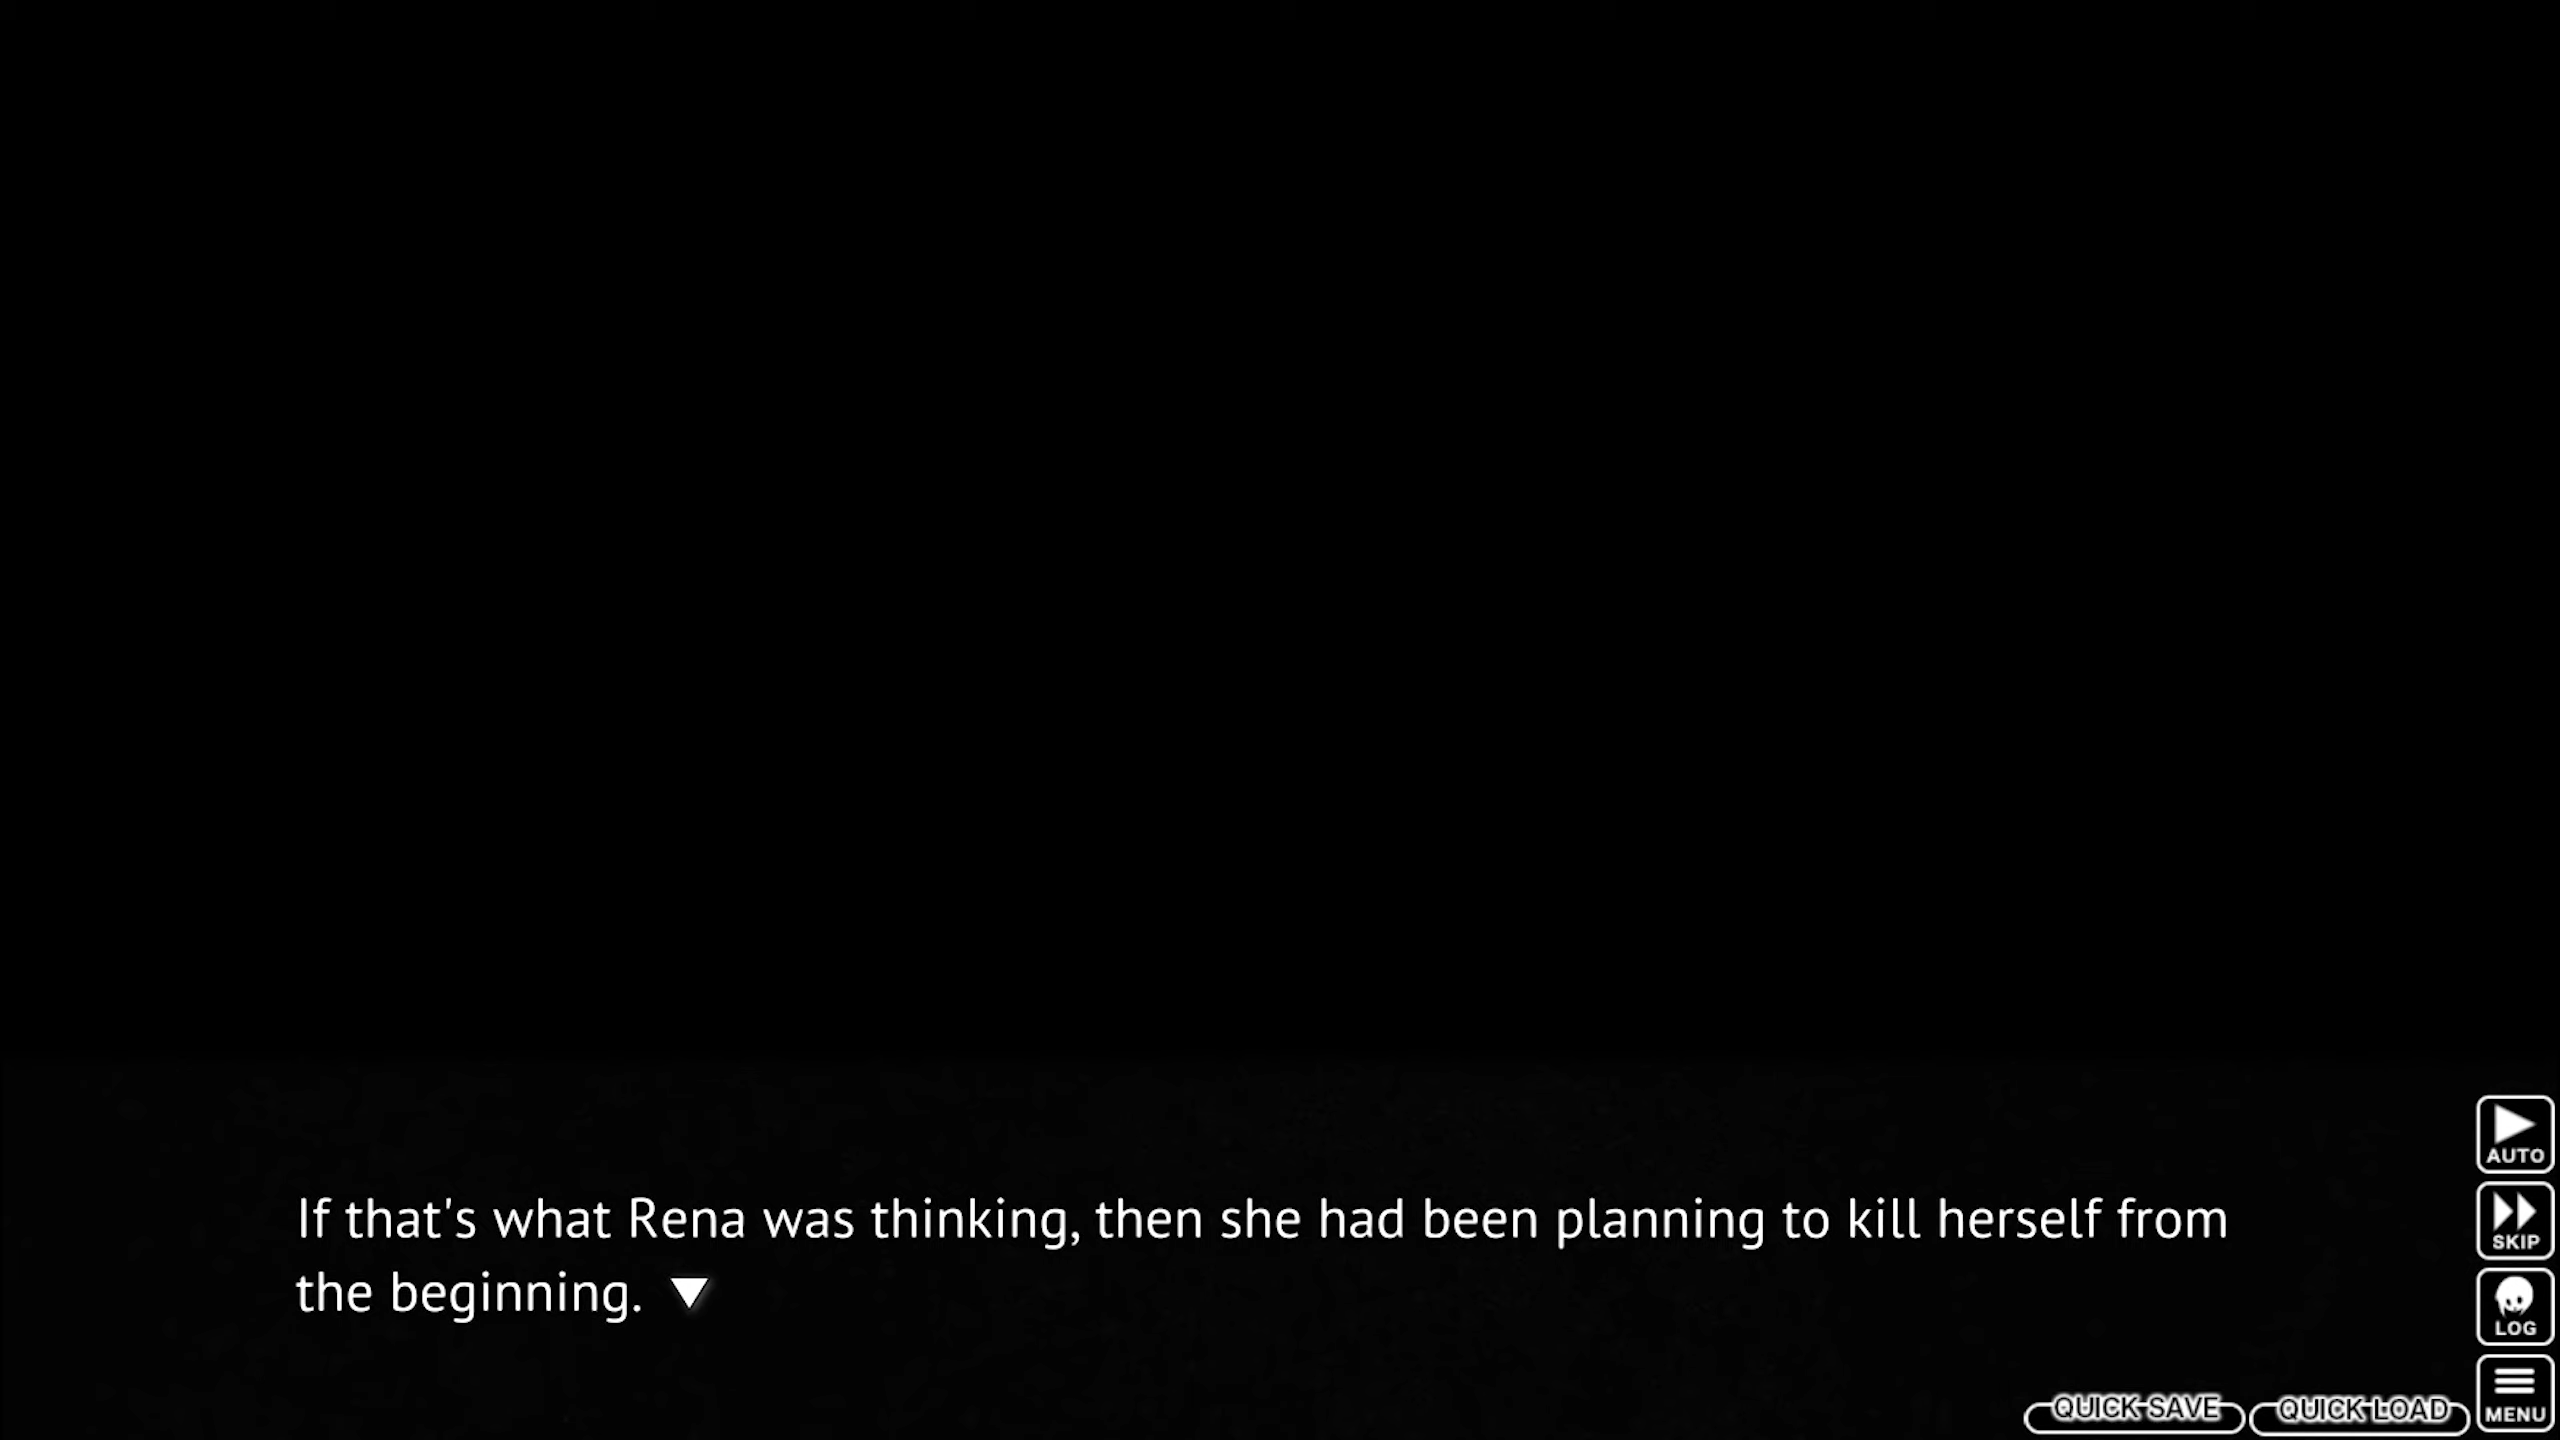 If that's what Rena was thinking, then she had been planning to kill herself from
the beginning.
AUTO
SKIP
LOG
MENU
QUICK SAVE
QUICK LOAD